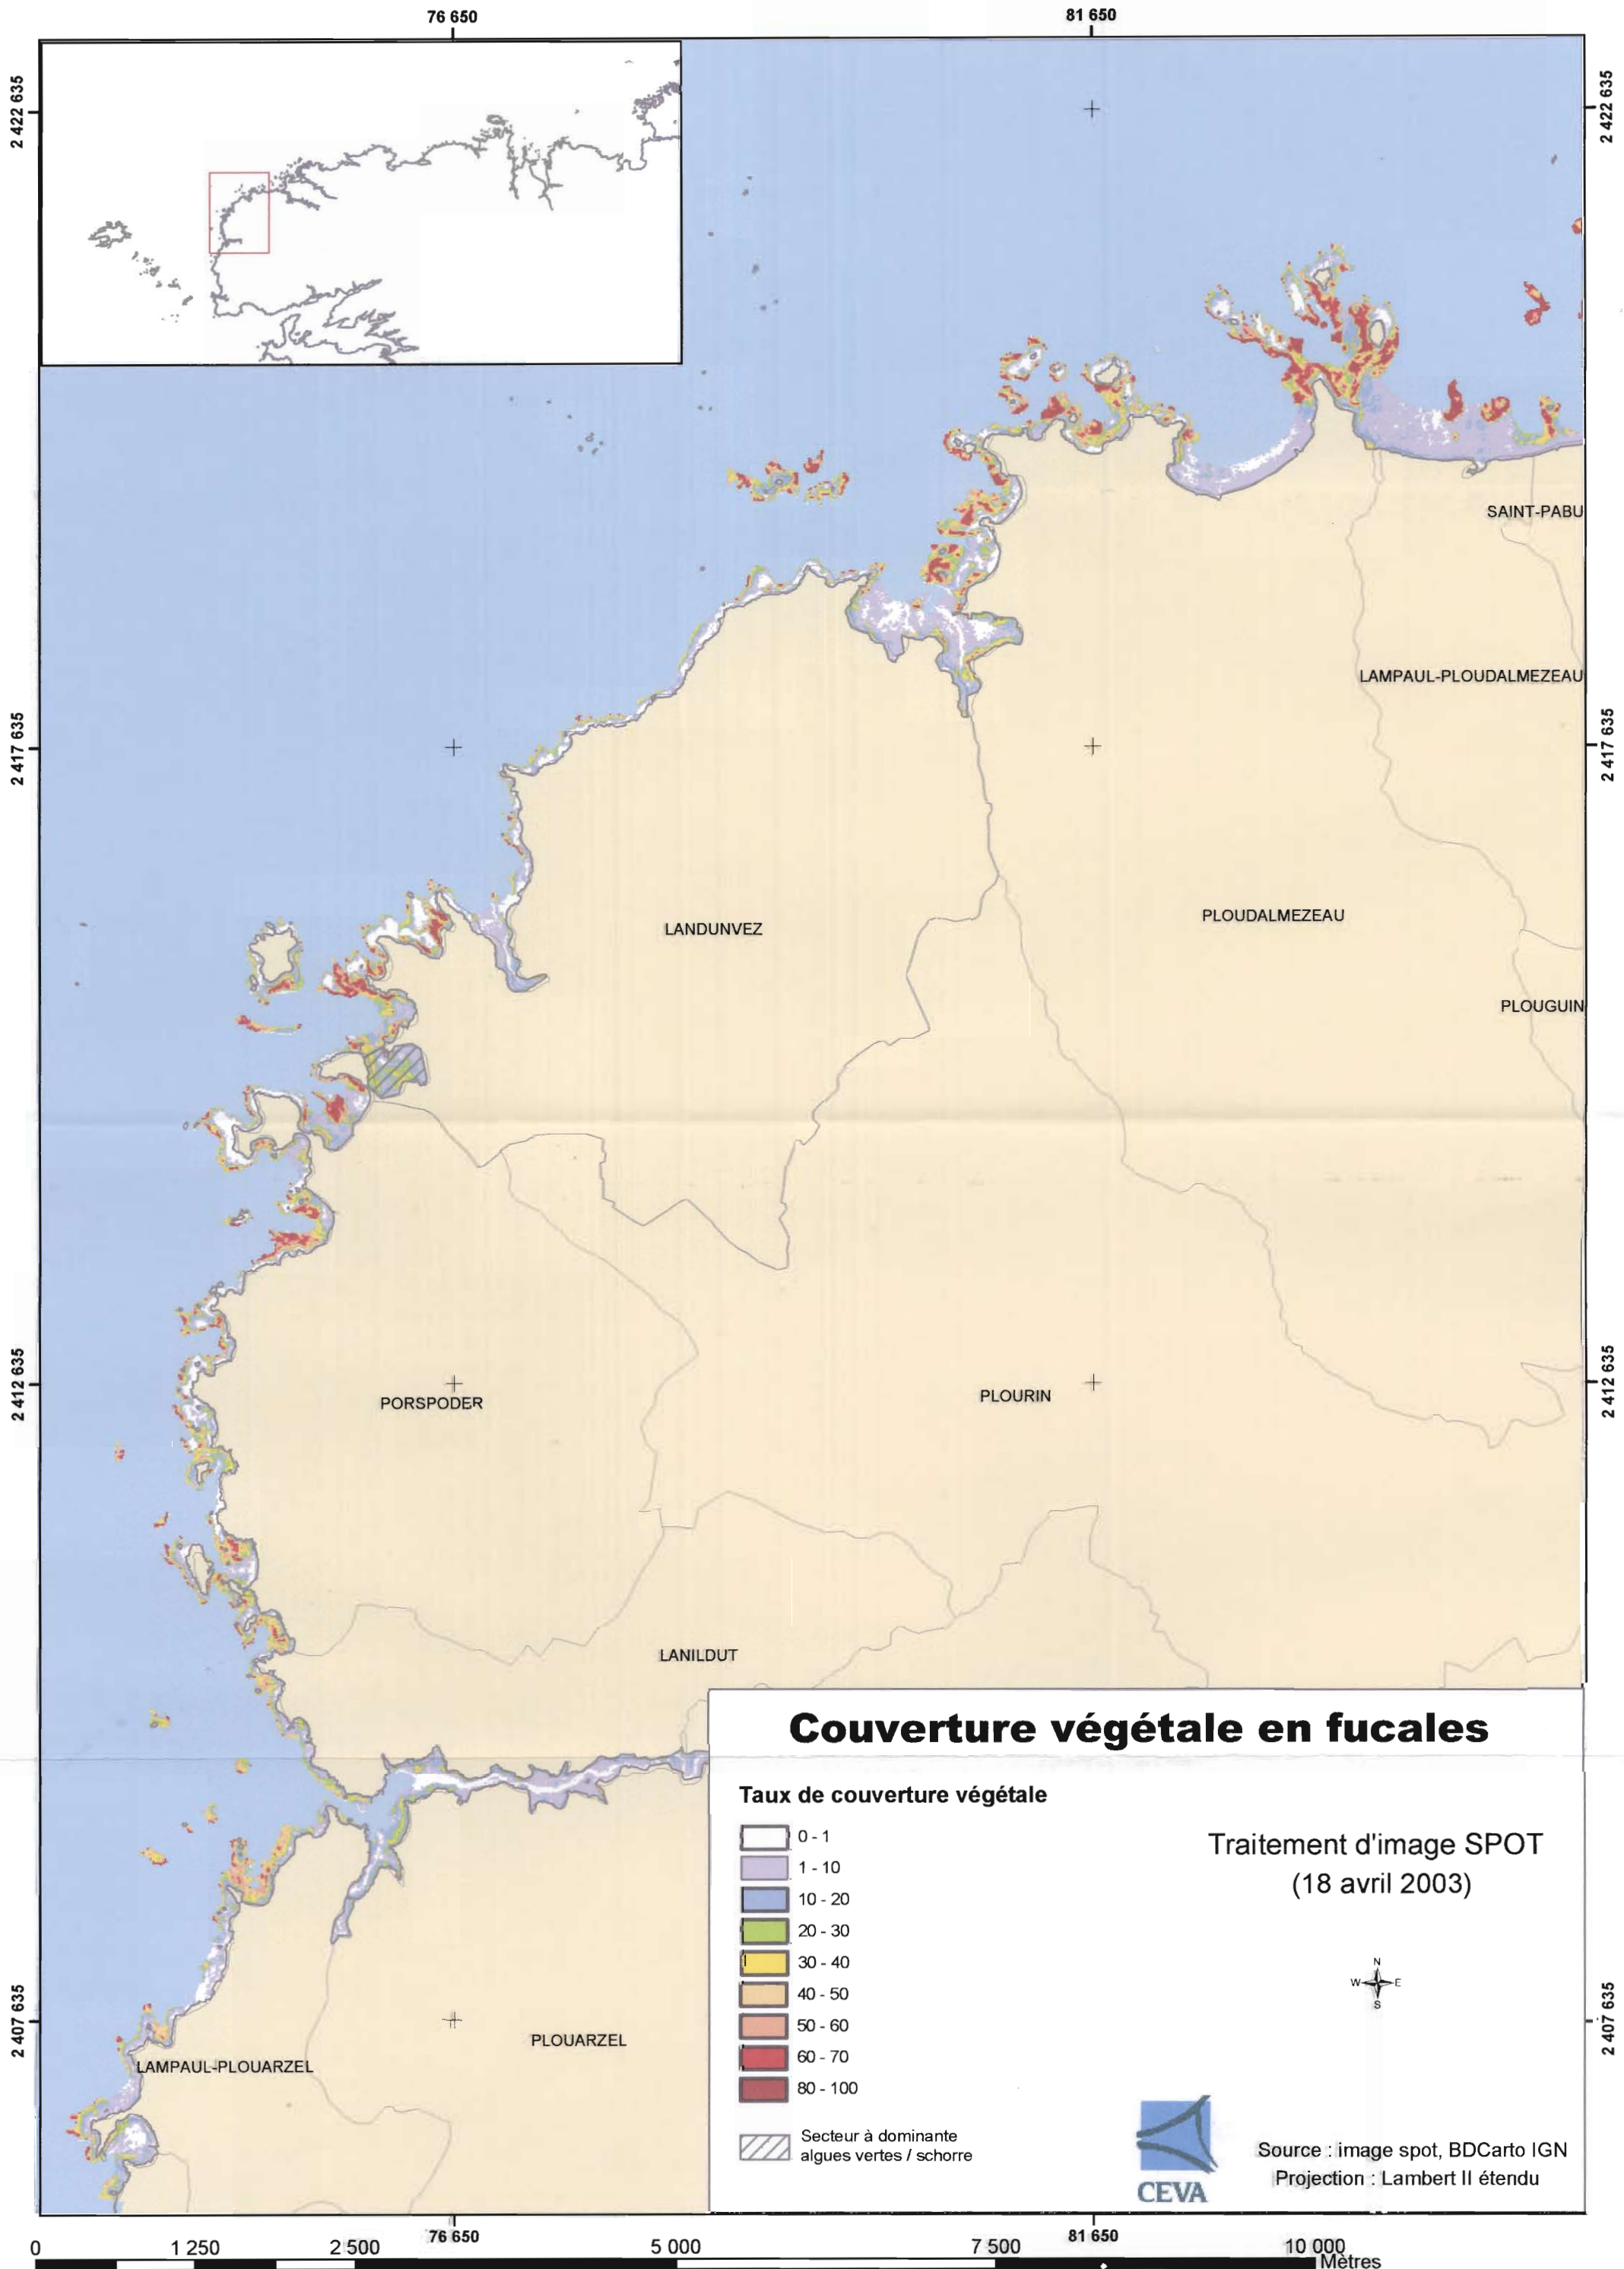 76 650
81 650
2 422 635
2 422 635
SAINT-PABU
LAMPAUL-PLOUDALMEZEAU
2 417 635
2 417 635
LANDUNVEZ
PLOUDALMEZEAU
PLOUGUIN
2 412 635
2 412 635
PORSPODER
PLOURIN
LANILDUT
Couverture végétale en fucales
Taux de couverture végétale
0 - 1
1 - 10
10 - 20
20 - 30
30 - 40
40 - 50
50 - 60
60 - 70
80 - 100
Secteur à dominante
algues vertes / schorre
Traitement d'image SPOT
(18 avril 2003)
N
W E
S
2 407 635
2 407 635
PLOUARZEL
LAMPAUL-PLOUARZEL
CEVA
Source : image spot, BDCarto IGN
Projection : Lambert II étendu
76 650
81 650
0 1 250 2 500 5 000 7 500 10 000
Mètres